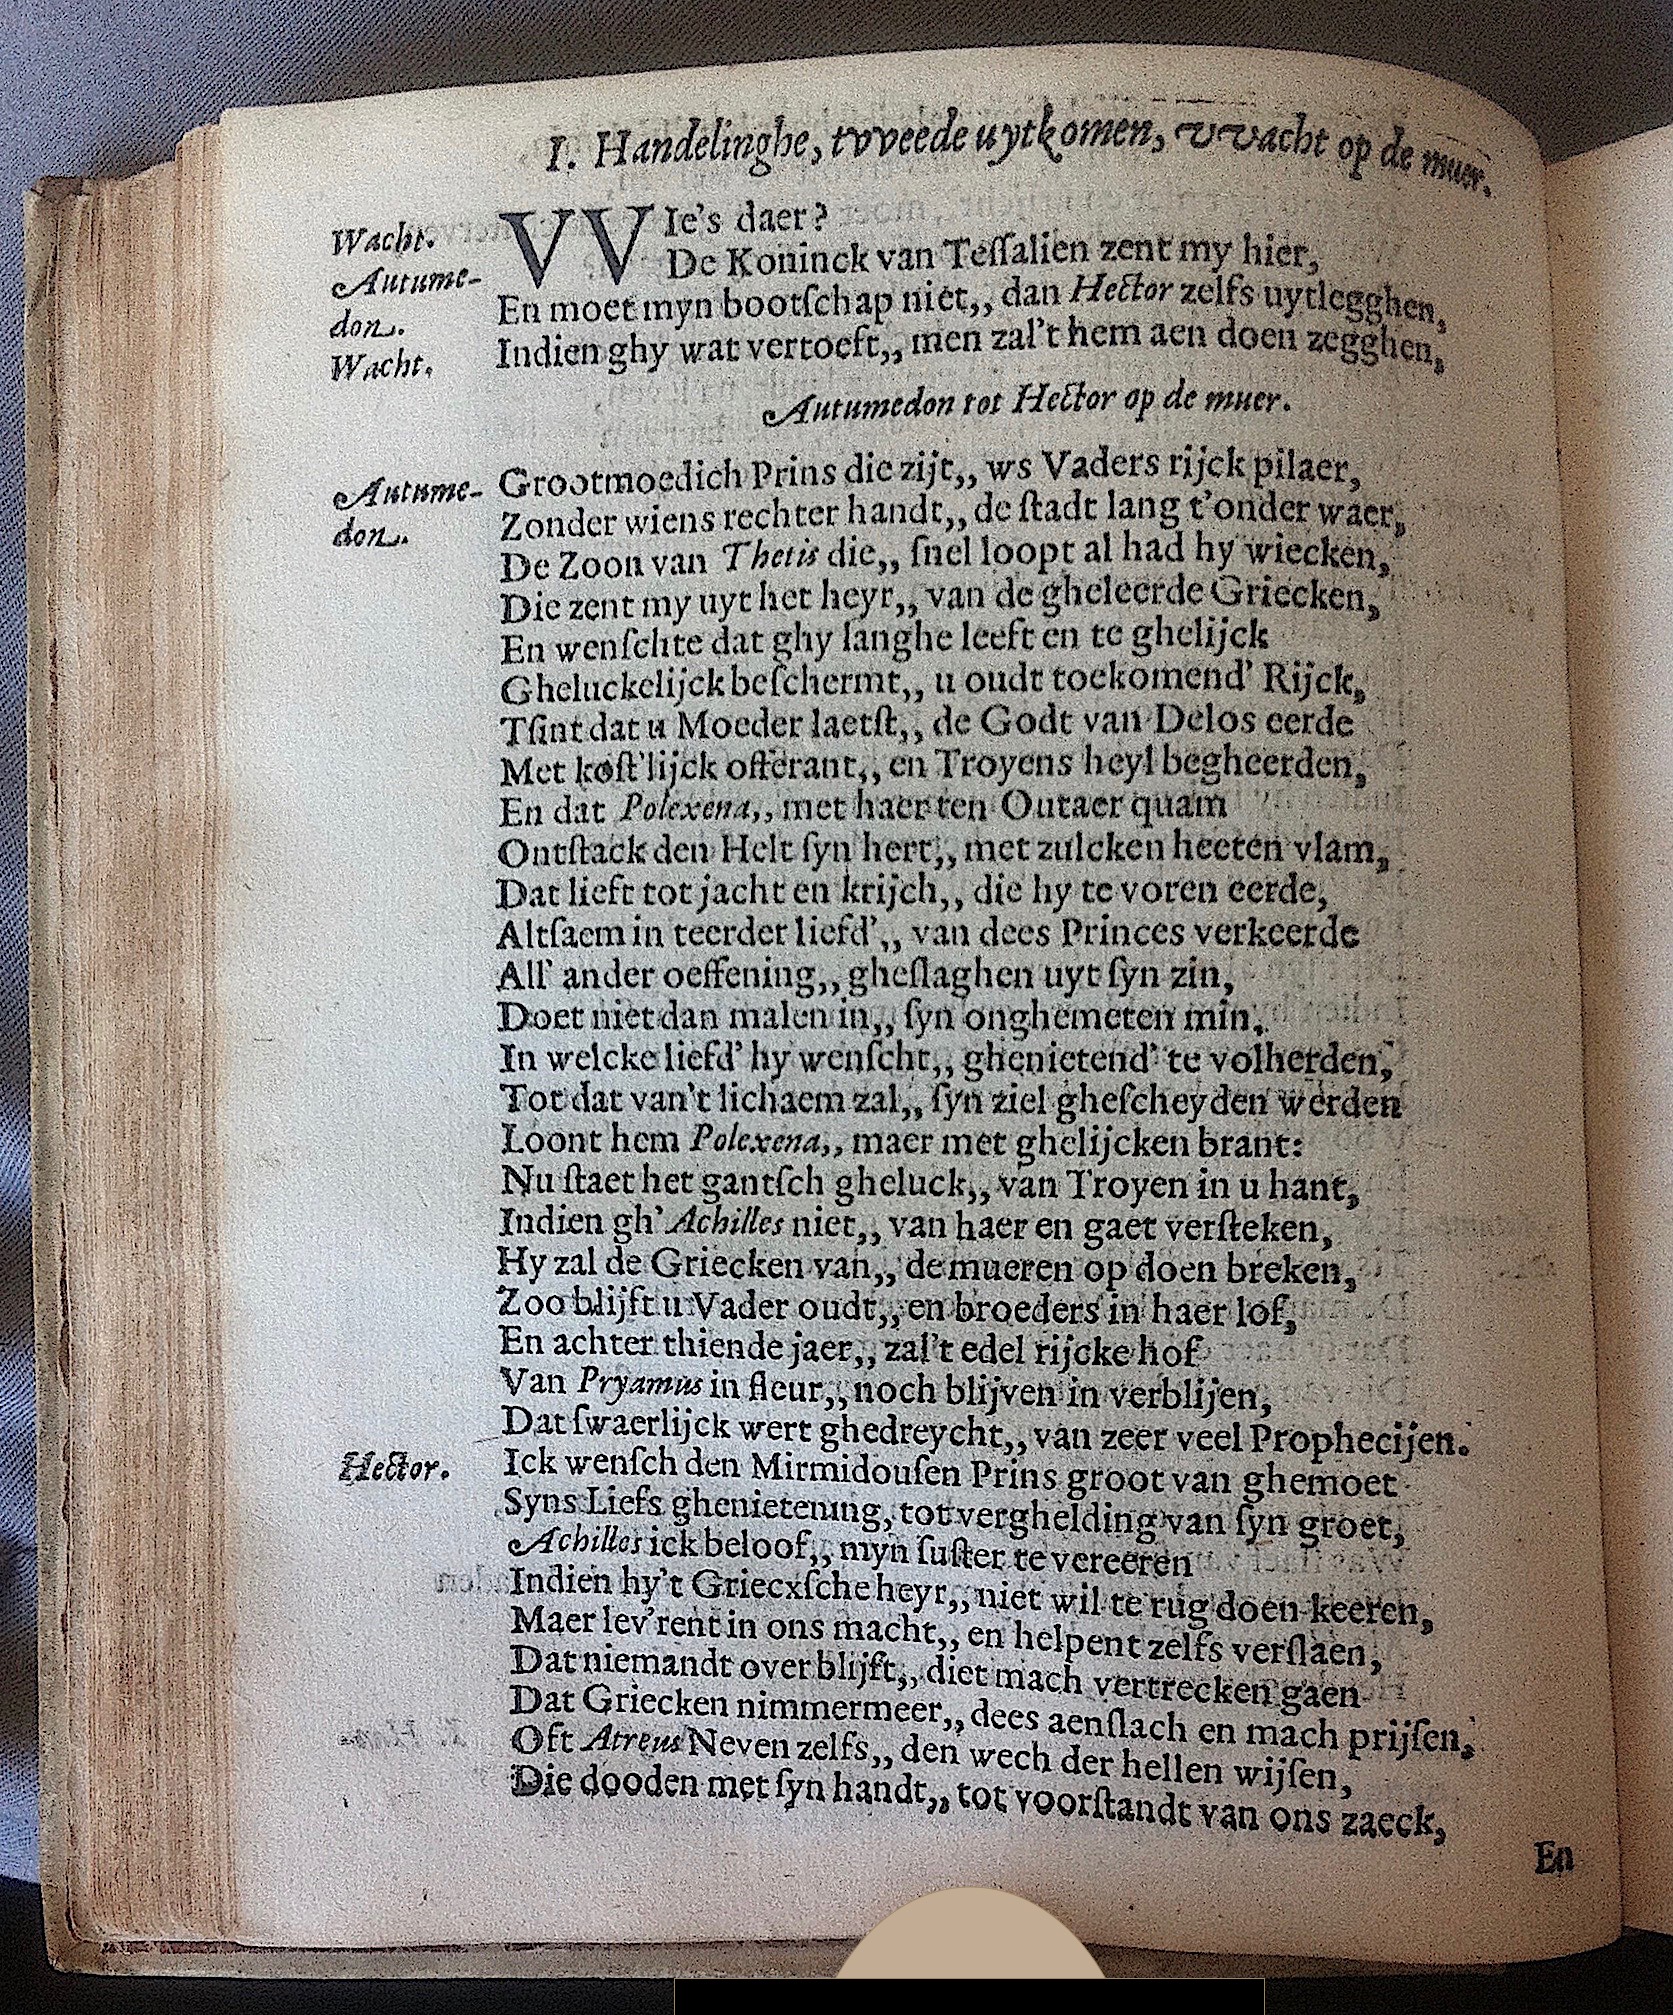 I. Handelinghe, tvveede uytkomen, vvacht op de muer.
Wacht. VVIe's daer?
Autume- De Koninck van Teſſalien zent my hier,
don. En moet myn bootſchap niet,, dan Hector zelfs uytlegghen,
Wacht. Indien ghy wat vertoeft,, men zal't hem aen doen zegghen,
Autumedon tot Hector op de muer.
Autume- Grootmoedich Prins die zijt,, ws Vaders rijck pilaer,
don. Zonder wiens rechter handt,, de ſtadt lang t'onder waer,
De Zoon van Thetis die,, ſnel loopt al had hy wiecken,
Die zent my uyt het heyr,, van de gheleerde Griecken,
En wenſchte dat ghy langhe leeft en te ghelijck
Gheluckelijck beſchermt,, u oudt toekomend' Rijck,
Tſint dat u Moeder laetſt,, de Godt van Delos eerde
Met koſt'lijck offerant,, en Troyens heyl begheerden,
En dat Polexena,, met haer ten Outaer quam
Ontſtack den Helt ſyn hert,, met zulcken heeten vlam,
Dat lieft tot jacht en krijch,, die hy te voren eerde,
Altſaem in teerder liefd',, van dees Princes verkeerde
All' ander oeffening,, gheſlaghen uyt ſyn zin,
Doet niet dan malen in,, ſyn onghemeten min,
In welcke liefd' hy wenſcht,, ghenietend' te volherden,
Tot dat van't lichaem zal,, ſyn ziel gheſcheyden werden
Loont hem Polexena,, maer met ghelijcken brant:
Nu ſtaet het gantſch gheluck,, van Troyen in u hant,
Indien gh' Achilles niet,, van haer en gaet verſteken,
Hy zal de Griecken van,, de mueren op doen breken,
Zoo blijft u Vader oudt,, en broeders in haer lof,
En achter thiende jaer,, zal't edel rijcke hof
Van Pryamus in fleur,, noch blijven in verblijen,
Dat ſwaerlijck wert ghedreycht,, van zeer veel Prophecijen.
Hector. Ick wenſch den Mirmidouſen Prins groot van ghemoet
Syns Liefs ghenietening, tot verghelding van ſyn groet,
Achilles ick beloof,, myn ſuſter te vereeren
Indien hy't Griecxſche heyr,, niet wil te rug doen keeren,
Maer lev'rent in ons macht,, en helpent zelfs verſlaen,
Dat niemandt over blijft,, diet mach vertrecken gaen
Dat Griecken nimmermeer,, dees aenſlach en mach prijſen,
Oft Atreus Neven zelfs,, den wech der hellen wijſen,
Die dooden met ſyn handt,, tot voorſtandt van ons zaeck,
En